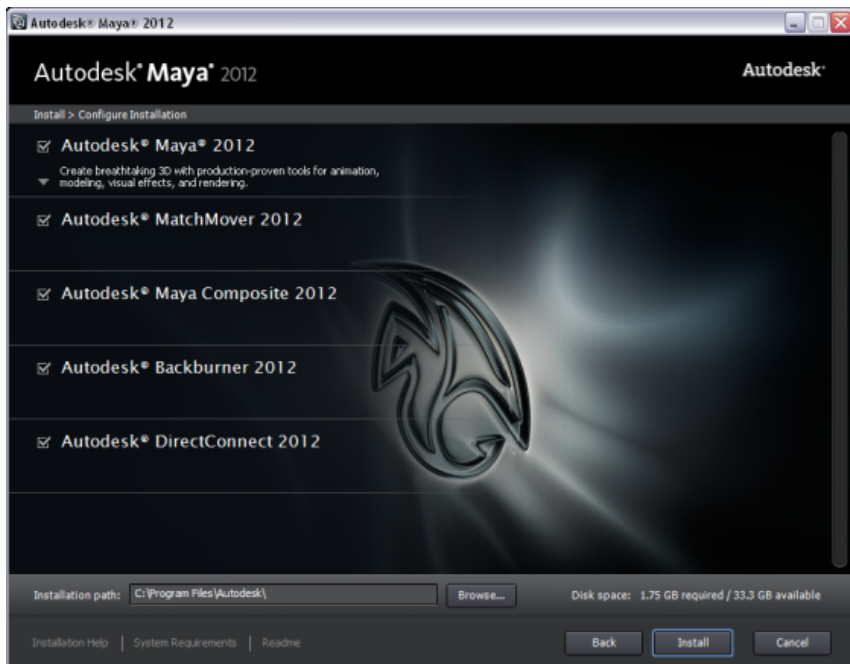 Autodesk® Maya® 2012
Autodesk® Maya® 2012
Autodesk®
Install > Configure Installation
Autodesk® Maya® 2012
Create breathtaking 3D with production-proven tools for animation,
modeling, visual effects, and rendering.
Autodesk® MatchMover 2012
Autodesk® Maya Composite 2012
Autodesk® Backburner 2012
Autodesk® DirectConnect 2012
Installation path: C:\Program Files\Autodesk\ Browse... Disk space: 1.75 GB required / 33.3 GB available
Installation Help | System Requirements | Readme Back Install Cancel